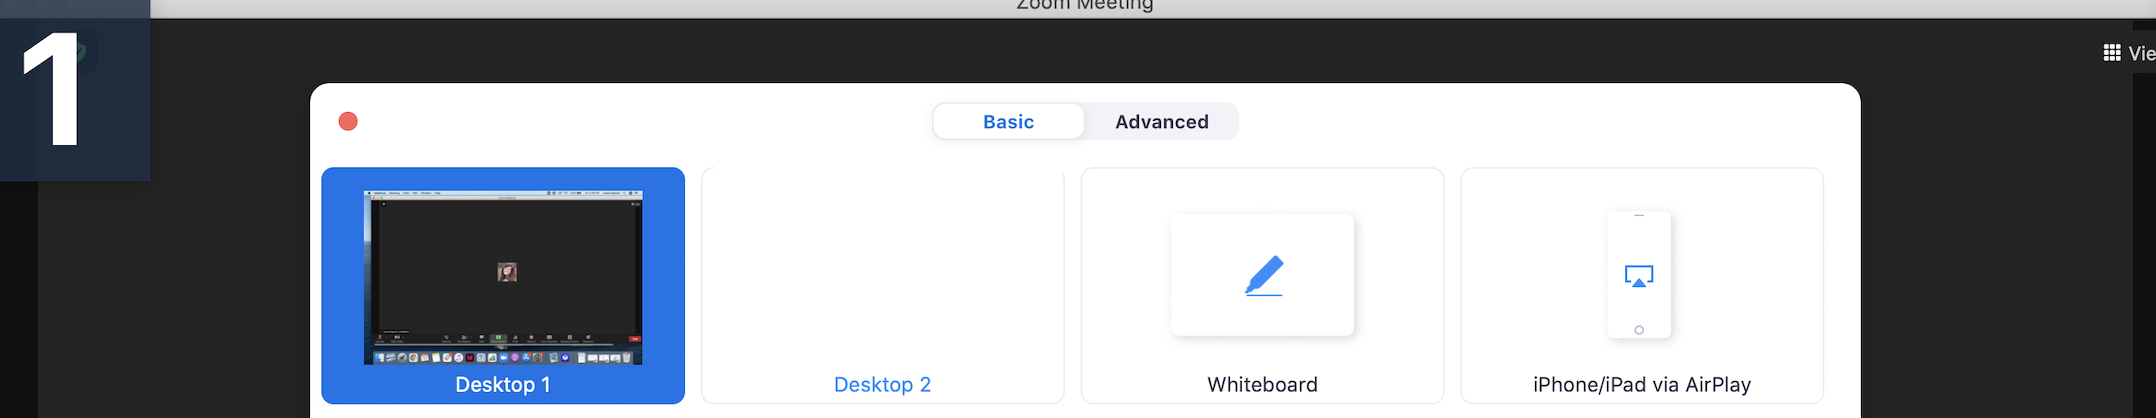 Zoom Meeting
1
Vie
Basic
Advanced
Desktop 1
Desktop 2
Whiteboard
iPhone/iPad via AirPlay